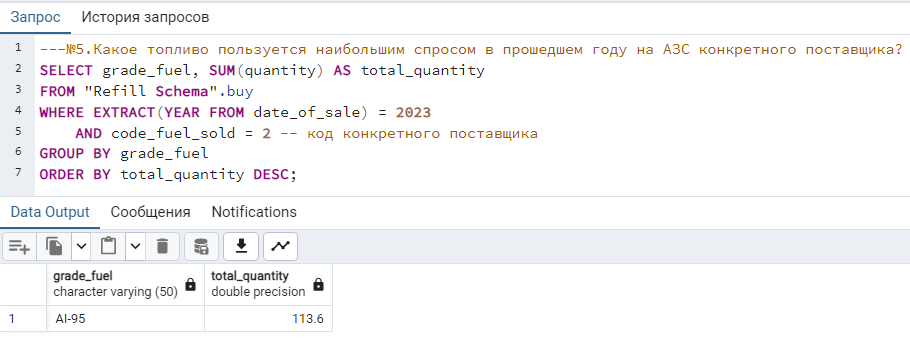 Запрос История запросов
1 ---№5.Какое топливо пользуется наибольшим спросом в прошедшем году на АЗС конкретного поставщика?
2 SELECT grade_fuel, SUM(quantity) AS total_quantity
3 FROM "Refill Schema".buy
4 WHERE EXTRACT(YEAR FROM date_of_sale) = 2023
5 AND code_fuel_sold = 2 -- код конкретного поставщика
6 GROUP BY grade_fuel
7 ORDER BY total_quantity DESC;
Data Output Сообщения Notifications
grade_fuel total_quantity
character varying (50) double precision
1 AI-95 113.6